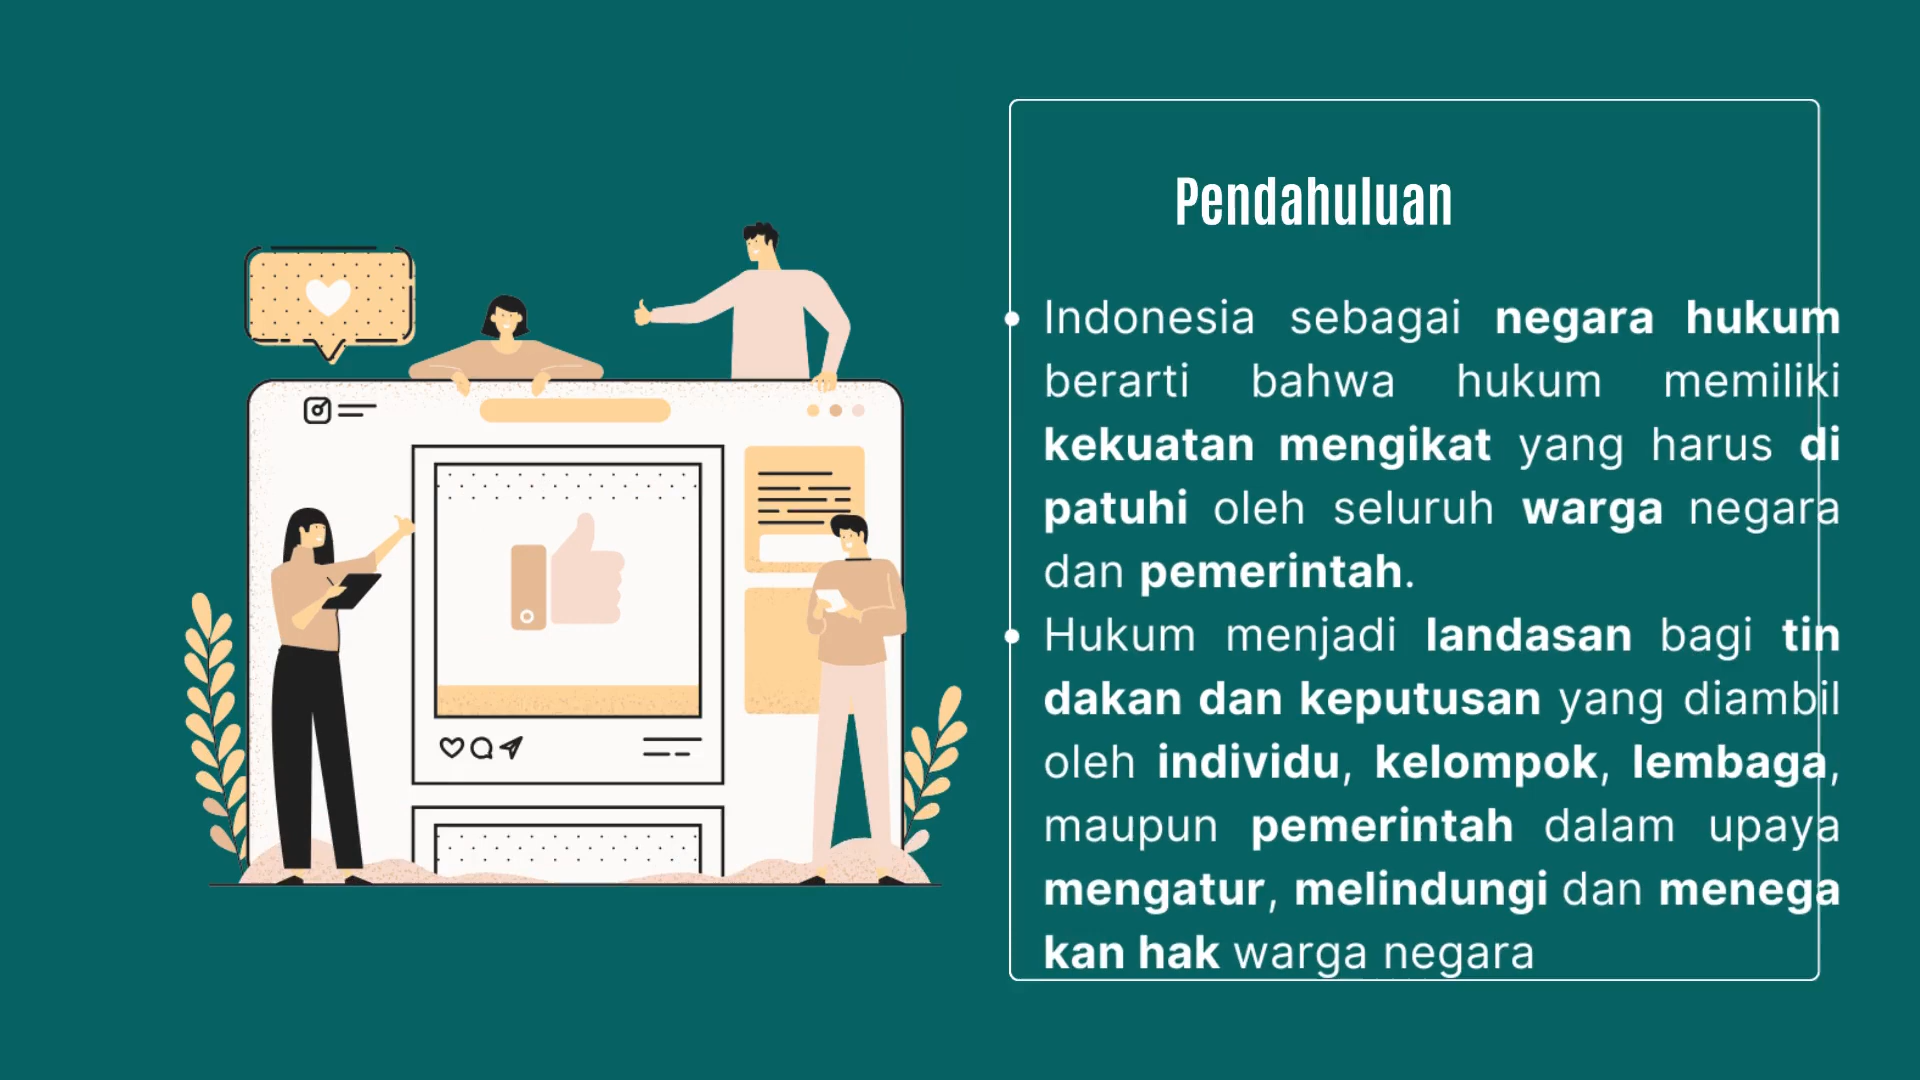 Pendahuluan
Indonesia sebagai negara hukum
berarti bahwa hukum memiliki
kekuatan mengikat yang harus di
patuhi oleh seluruh warga negara
dan pemerintah.
Hukum menjadi landasan bagi tin
dakan dan keputusan yang diambil
oleh individu, kelompok, lembaga,
maupun pemerintah dalam upaya
mengatur, melindungi dan menega
kan hak warga negara